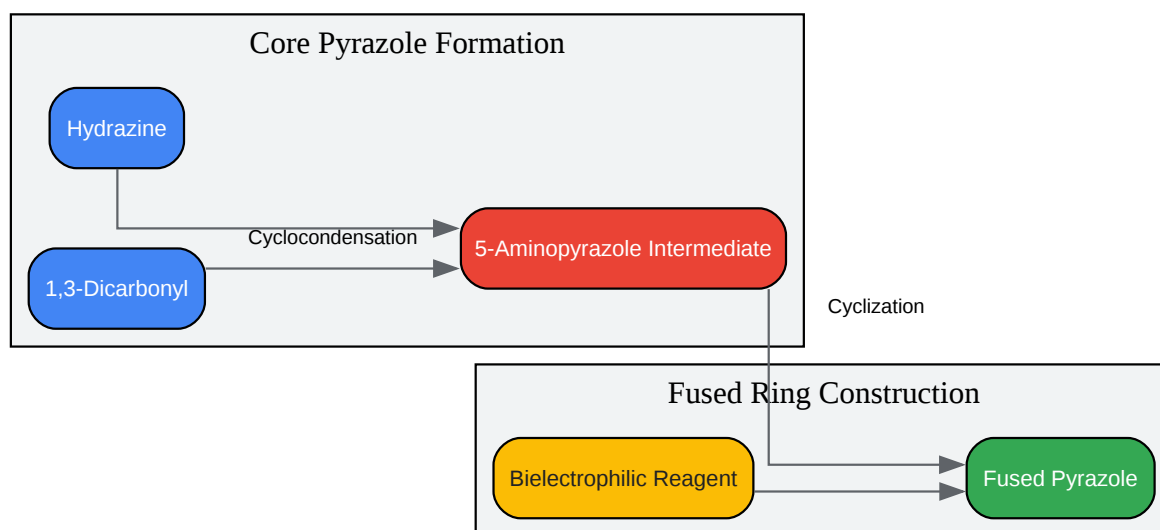 Core Pyrazole Formation
Hydrazine
Cyclocondensation
5-Aminopyrazole Intermediate
1,3-Dicarbonyl
Cyclization
Fused Ring Construction
Bielectrophilic Reagent
Fused Pyrazole